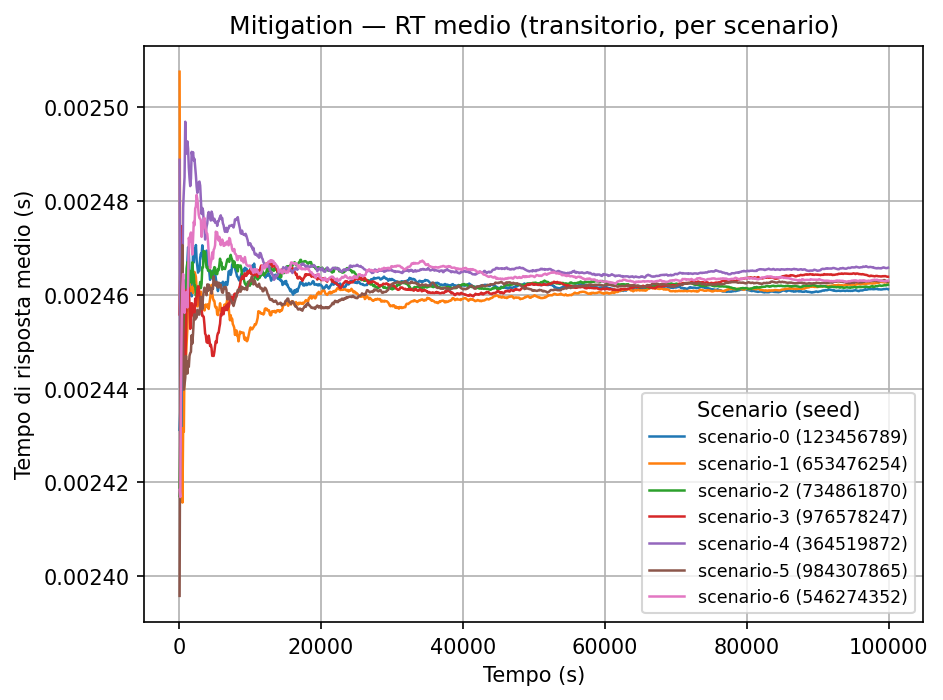 Mitigation — RT medio (transitorio, per scenario)
Tempo di risposta medio (s)
0.00250
0.00248
0.00246
0.00244
0.00242
0.00240
Scenario (seed)
scenario-0 (123456789)
scenario-1 (653476254)
scenario-2 (734861870)
scenario-3 (976578247)
scenario-4 (364519872)
scenario-5 (984307865)
scenario-6 (546274352)
0 20000 40000 60000 80000 100000
Tempo (s)